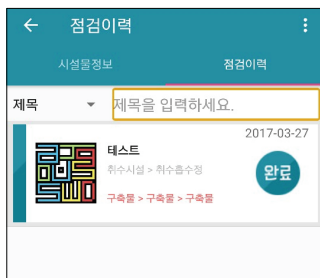 점검이력
시설물정보 점검이력
제목 제목을 입력하세요.
2017-03-27
테스트
취수시설 > 취수흡수정
완료
구축물 > 구축물 > 구축물